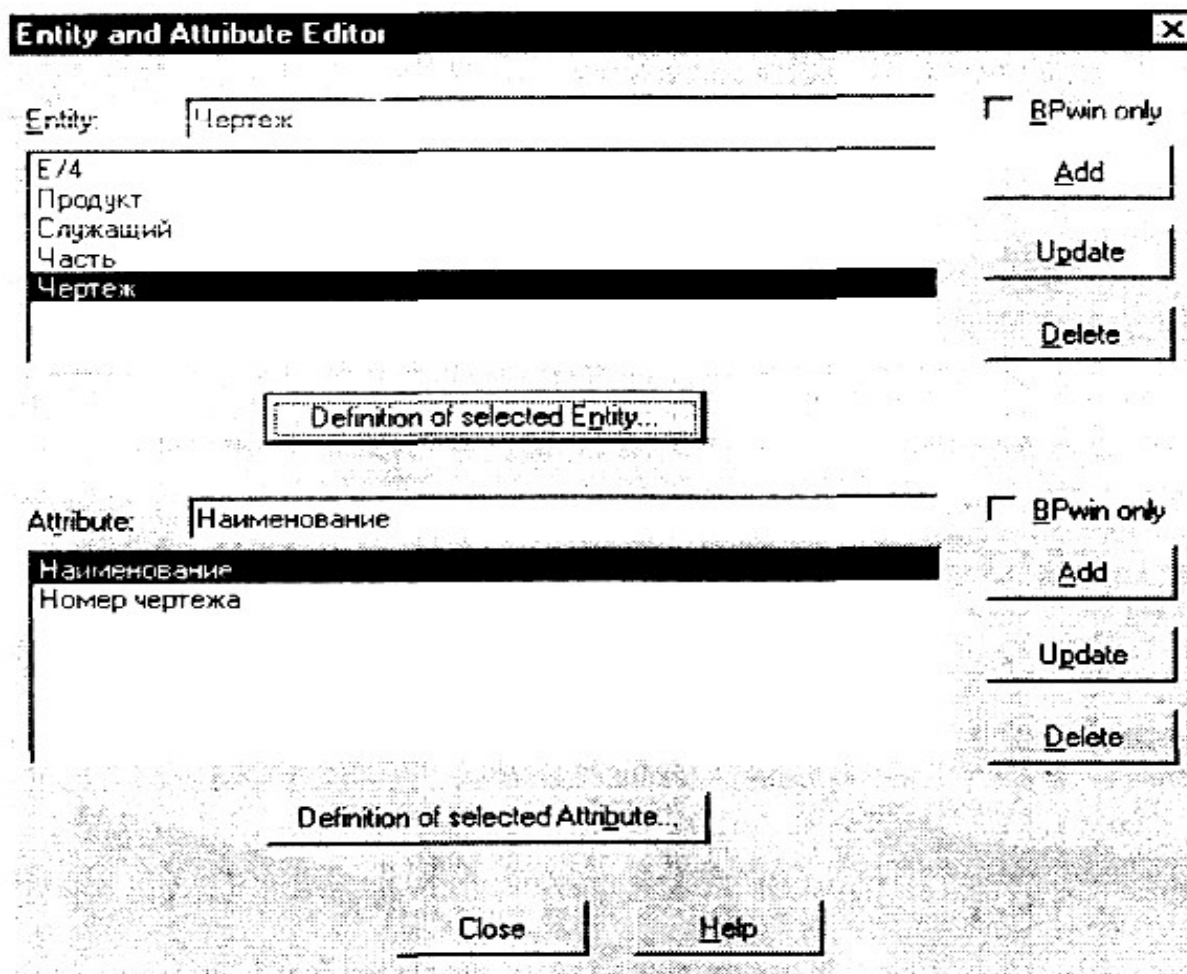 Entity and Attribute Editor
Entity: Чертеж
BPwin only
E/4
Продукт
Служащий
Часть
Чертеж
Add
Update
Delete
Definition of selected Entity...
Attribute: Наименование
BPwin only
Наименование
Номер чертежа
Add
Update
Delete
Definition of selected Attribute...
Close
Help